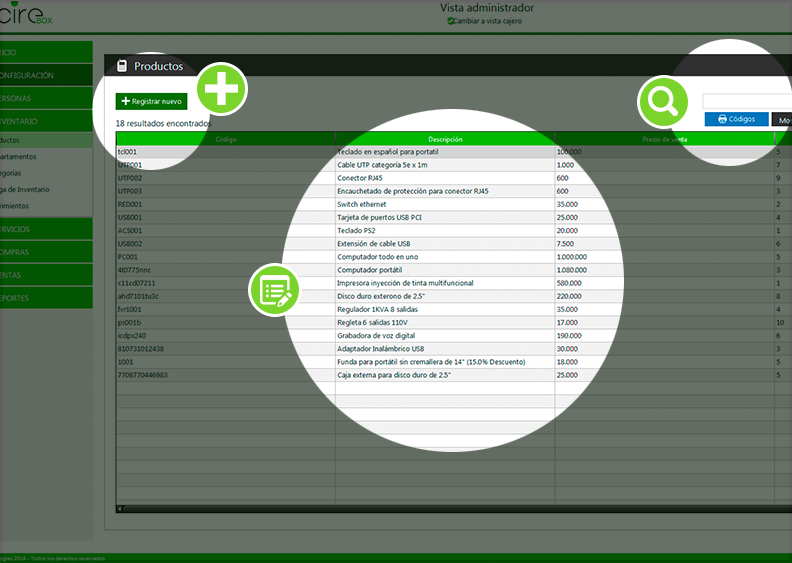 cire BOX
Vista administrador
Cambiar a vista cajero
ICIO
ONFIGURACIÓN
ERSONAS
VENTARIO
ductos
partamentos
egorías
ga de Inventario
vimientos
ERVICIOS
OMPRAS
ENTAS
EPORTES
Productos
Registrar nuevo
Códigos
Mo
18 resultados encontrados
Código Descripción Precio de venta
tcl001 Teclado en español para portatil 100.000 5
UTP001 Cable UTP categoría 5e x 1m 1.000 7
UTP002 Conector RJ45 600 9
UTP003 Encauchetado de protección para conector RJ45 600 3
RED001 Switch ethernet 35.000 2
USB001 Tarjeta de puertos USB PCI 25.000 4
ACS001 Teclado PS2 20.000 1
USB002 Extensión de cable USB 7.500 6
PC001 Computador todo en uno 1.000.000 5
4t0775nnc Computador portátil 1.080.000 3
c11cd07211 Impresora inyección de tinta multifuncional 580.000 1
ahd7101tu3c Disco duro exterono de 2.5" 220.000 8
fvr1001 Regulador 1KVA 8 salidas 35.000 4
ps001b Regleta 6 salidas 110V 17.000 10
icdpx240 Grabadora de voz digital 190.000 6
810731012438 Adaptador Inalámbrico USB 30.000 3
1001 Funda para portátil sin cremallera de 14" (15.0% Descuento) 18.000 5
7708770446983 Caja externa para disco duro de 2.5" 25.000 5
ogías 2014 - Todos los derechos reservados